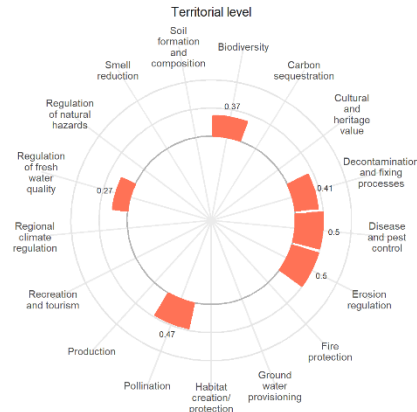 Territorial level
Soil
formation
and
composition
Biodiversity
Smell
reduction
Carbon
sequestration
Regulation
of natural
hazards
0.37
Cultural
and
heritage
value
Regulation
of fresh
water
quality
0.27
0.41
Decontamination
and fixing
processes
Regional
climate
regulation
0.5
Disease
and pest
control
Recreation
and tourism
0.5
Erosion
regulation
Production
0.47
Fire
protection
Pollination
Habitat
creation/
protection
Ground
water
provisioning